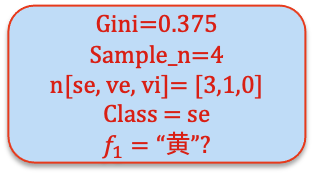 Gini=0.375
Sample_n=4
n[se, ve, vi]= [3,1,0]
Class = se
f₁ = “黄”?